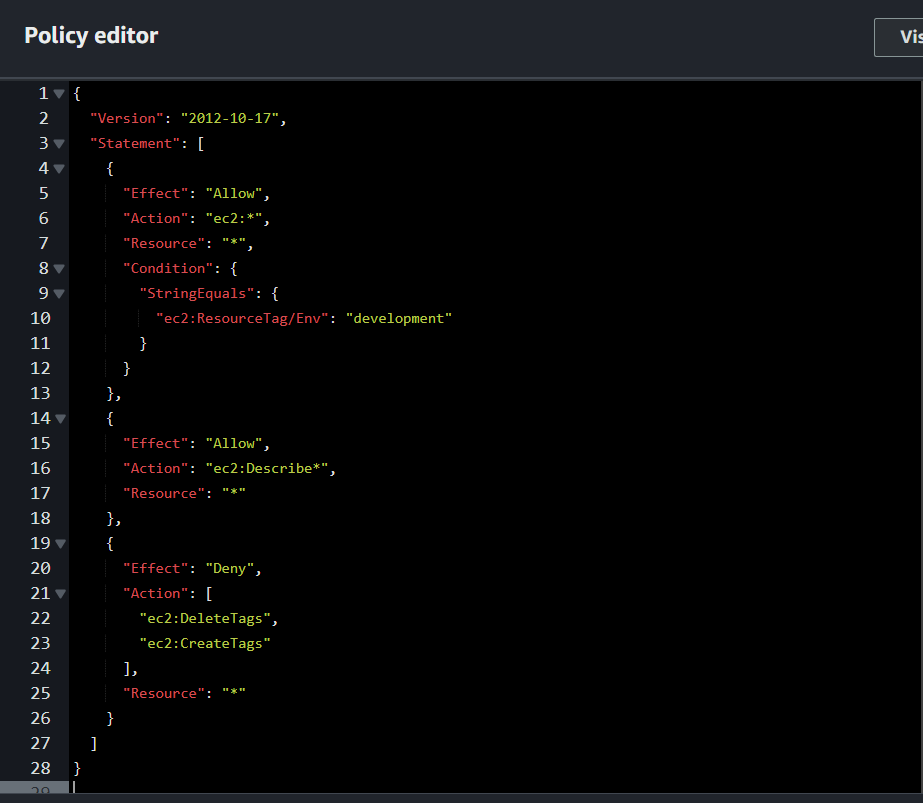 Policy editor
Vis
1 {
2 "Version": "2012-10-17",
3 "Statement": [
4 {
5 "Effect": "Allow",
6 "Action": "ec2:*",
7 "Resource": "*",
8 "Condition": {
9 "StringEquals": {
10 "ec2:ResourceTag/Env": "development"
11 }
12 }
13 },
14 {
15 "Effect": "Allow",
16 "Action": "ec2:Describe*",
17 "Resource": "*"
18 },
19 {
20 "Effect": "Deny",
21 "Action": [
22 "ec2:DeleteTags",
23 "ec2:CreateTags"
24 ],
25 "Resource": "*"
26 }
27 ]
28 }
29